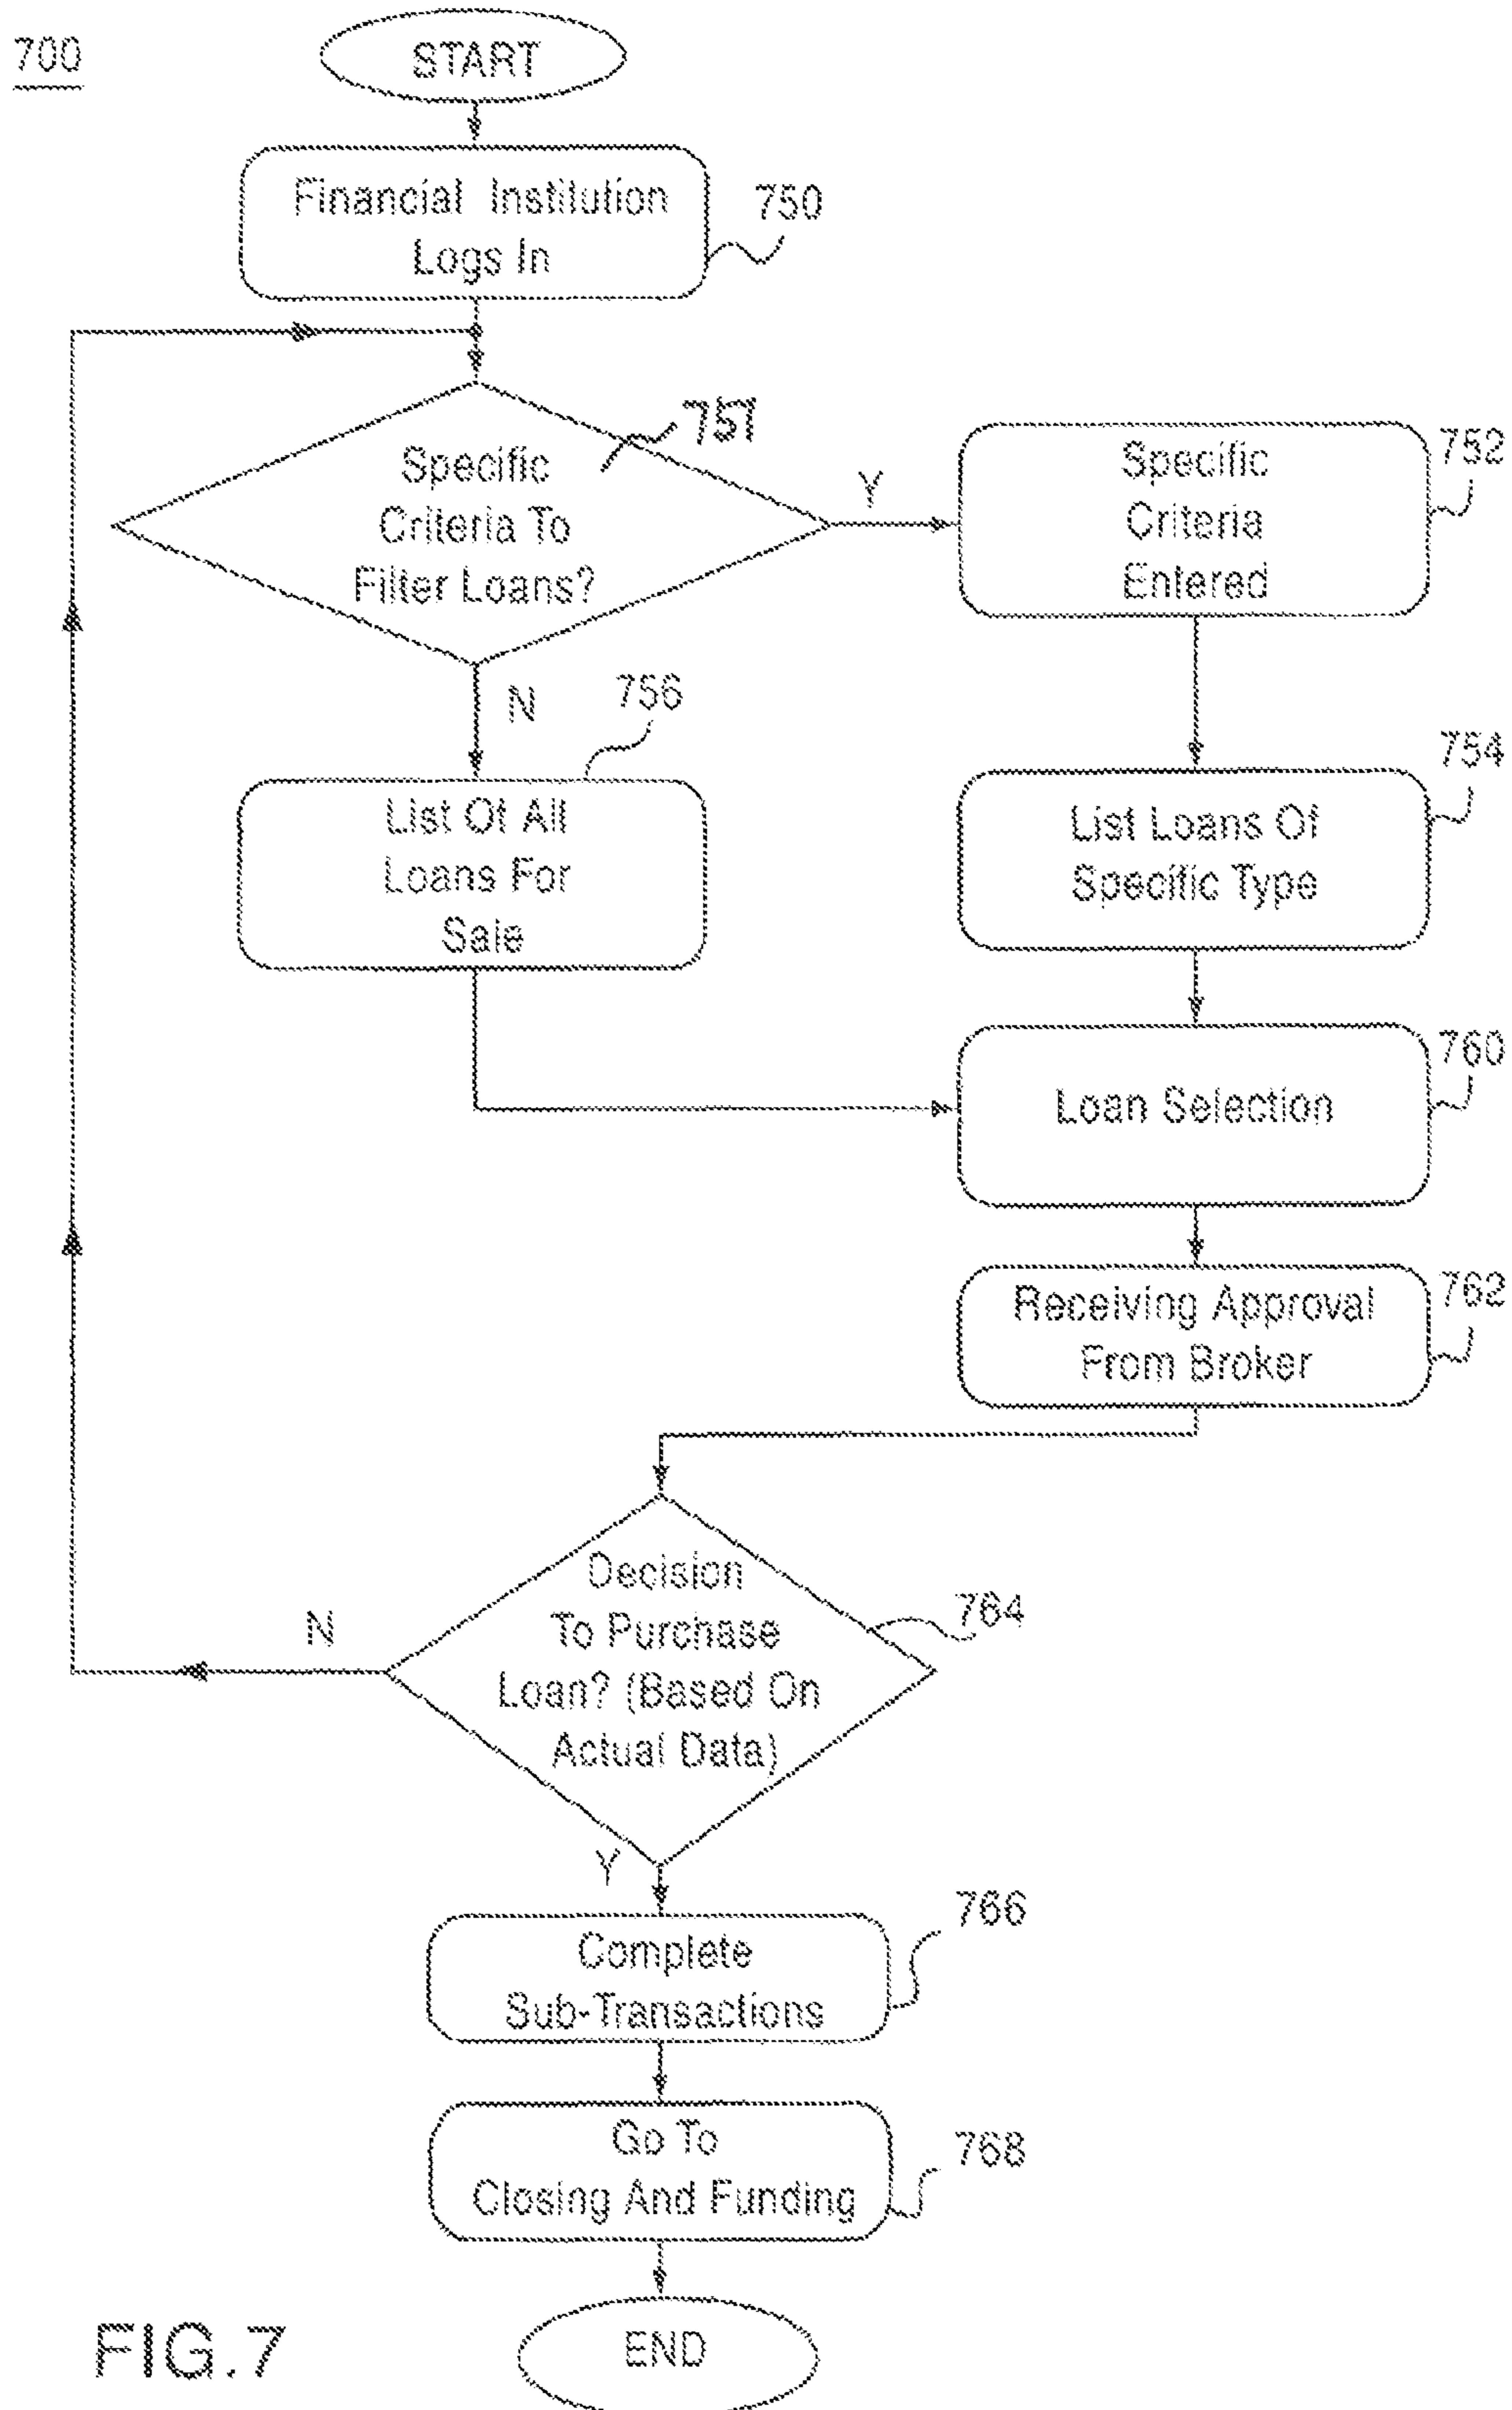 700
START
Financial Institution
Logs In
750
Specific
Criteria To
Filter Loans?
751
Y
Specific
Criteria
Entered
752
N
756
List Of All
Loans For
Sale
List Loans Of
Specific Type
754
Loan Selection
760
Receiving Approval
From Broker
762
Decision
To Purchase
Loan? (Based On
Actual Data)
764
N
Y
Complete
Sub-Transactions
766
Go To
Closing And Funding
768
END
FIG.7